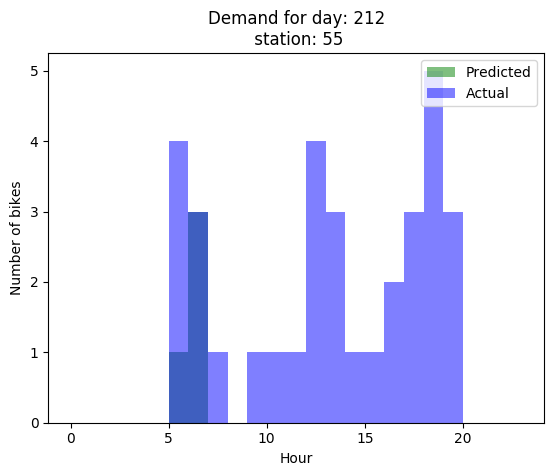 Demand for day: 212
station: 55
Predicted
Actual
Number of bikes
5
4
3
2
1
0
0 5 10 15 20
Hour